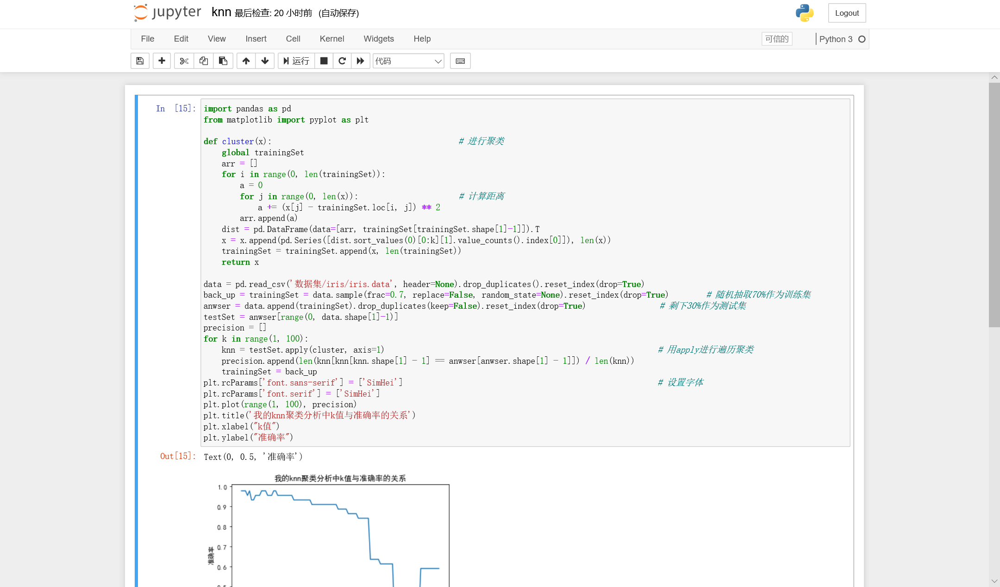 jupyter knn 最后检查: 20 小时前 (自动保存) Logout
File Edit View Insert Cell Kernel Widgets Help 可信的 Python 3
运行 代码
In [15]: import pandas as pd
from matplotlib import pyplot as plt
def cluster(x): # 进行聚类
global trainingSet
arr = []
for i in range(0, len(trainingSet)):
a = 0
for j in range(0, len(x)): # 计算距离
a += (x[j] - trainingSet.loc[i, j]) ** 2
arr.append(a)
dist = pd.DataFrame(data=[arr, trainingSet[trainingSet.shape[1]-1]]).T
x = x.append(pd.Series([dist.sort_values(0)[0:k][1].value_counts().index[0]]), len(x))
trainingSet = trainingSet.append(x, len(trainingSet))
return x
data = pd.read_csv('数据集/iris/iris.data', header=None).drop_duplicates().reset_index(drop=True)
back_up = trainingSet = data.sample(frac=0.7, replace=False, random_state=None).reset_index(drop=True) # 随机抽取70%作为训练集
anwser = data.append(trainingSet).drop_duplicates(keep=False).reset_index(drop=True) # 剩下30%作为测试集
testSet = anwser[range(0, data.shape[1]-1)]
precision = []
for k in range(1, 100):
knn = testSet.apply(cluster, axis=1) # 用apply进行遍历聚类
precision.append(len(knn[knn[knn.shape[1] - 1] == anwser[anwser.shape[1] - 1]]) / len(knn))
trainingSet = back_up
plt.rcParams['font.sans-serif'] = ['SimHei'] # 设置字体
plt.rcParams['font.serif'] = ['SimHei']
plt.plot(range(1, 100), precision)
plt.title('我的knn聚类分析中k值与准确率的关系')
plt.xlabel("k值")
plt.ylabel("准确率")
Out[15]: Text(0, 0.5, '准确率')
我的knn聚类分析中k值与准确率的关系
1.0
0.9
0.8
0.7
准确率
0.6